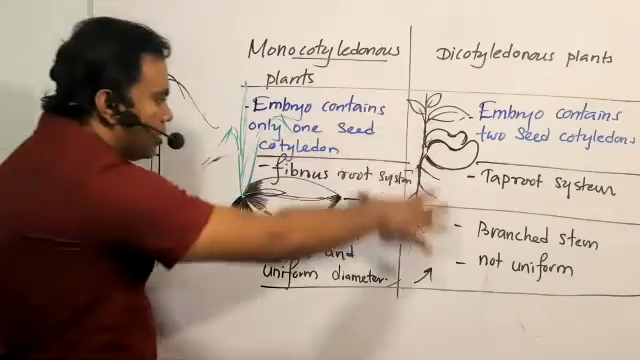 Monocotyledonous
plants
- Embryo contains
only one seed
cotyledon
- fibrus root system
and
Uniform diameter.
Dicotyledonous plants
- Embryo contains
two seed cotyledons
- Taproot system
- Branched stem
- not uniform